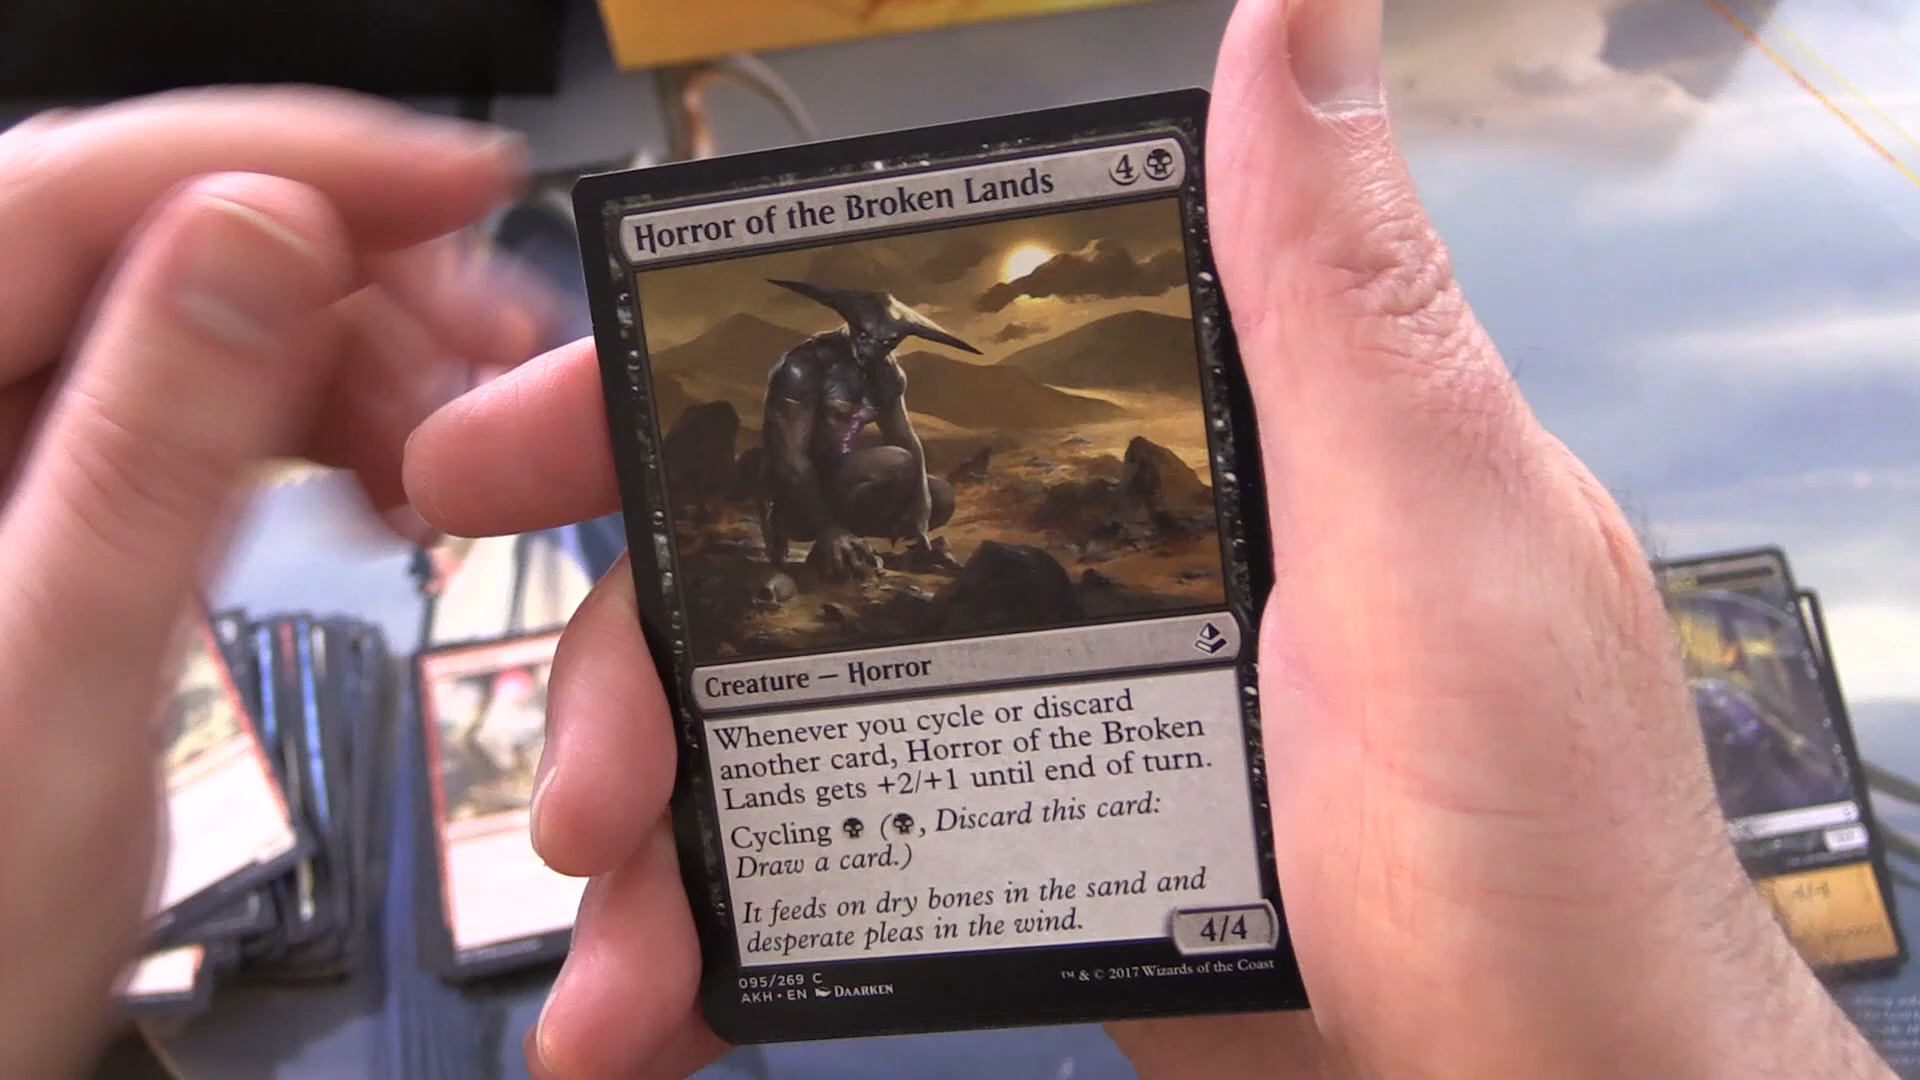 Horror of the Broken Lands 4
Creature — Horror
Whenever you cycle or discard
another card, Horror of the Broken
Lands gets +2/+1 until end of turn.
Cycling (, Discard this card:
Draw a card.)
It feeds on dry bones in the sand and
desperate pleas in the wind.
4/4
095/269 C
AKH • EN DAARKEN
™ & © 2017 Wizards of the Coast
4/4